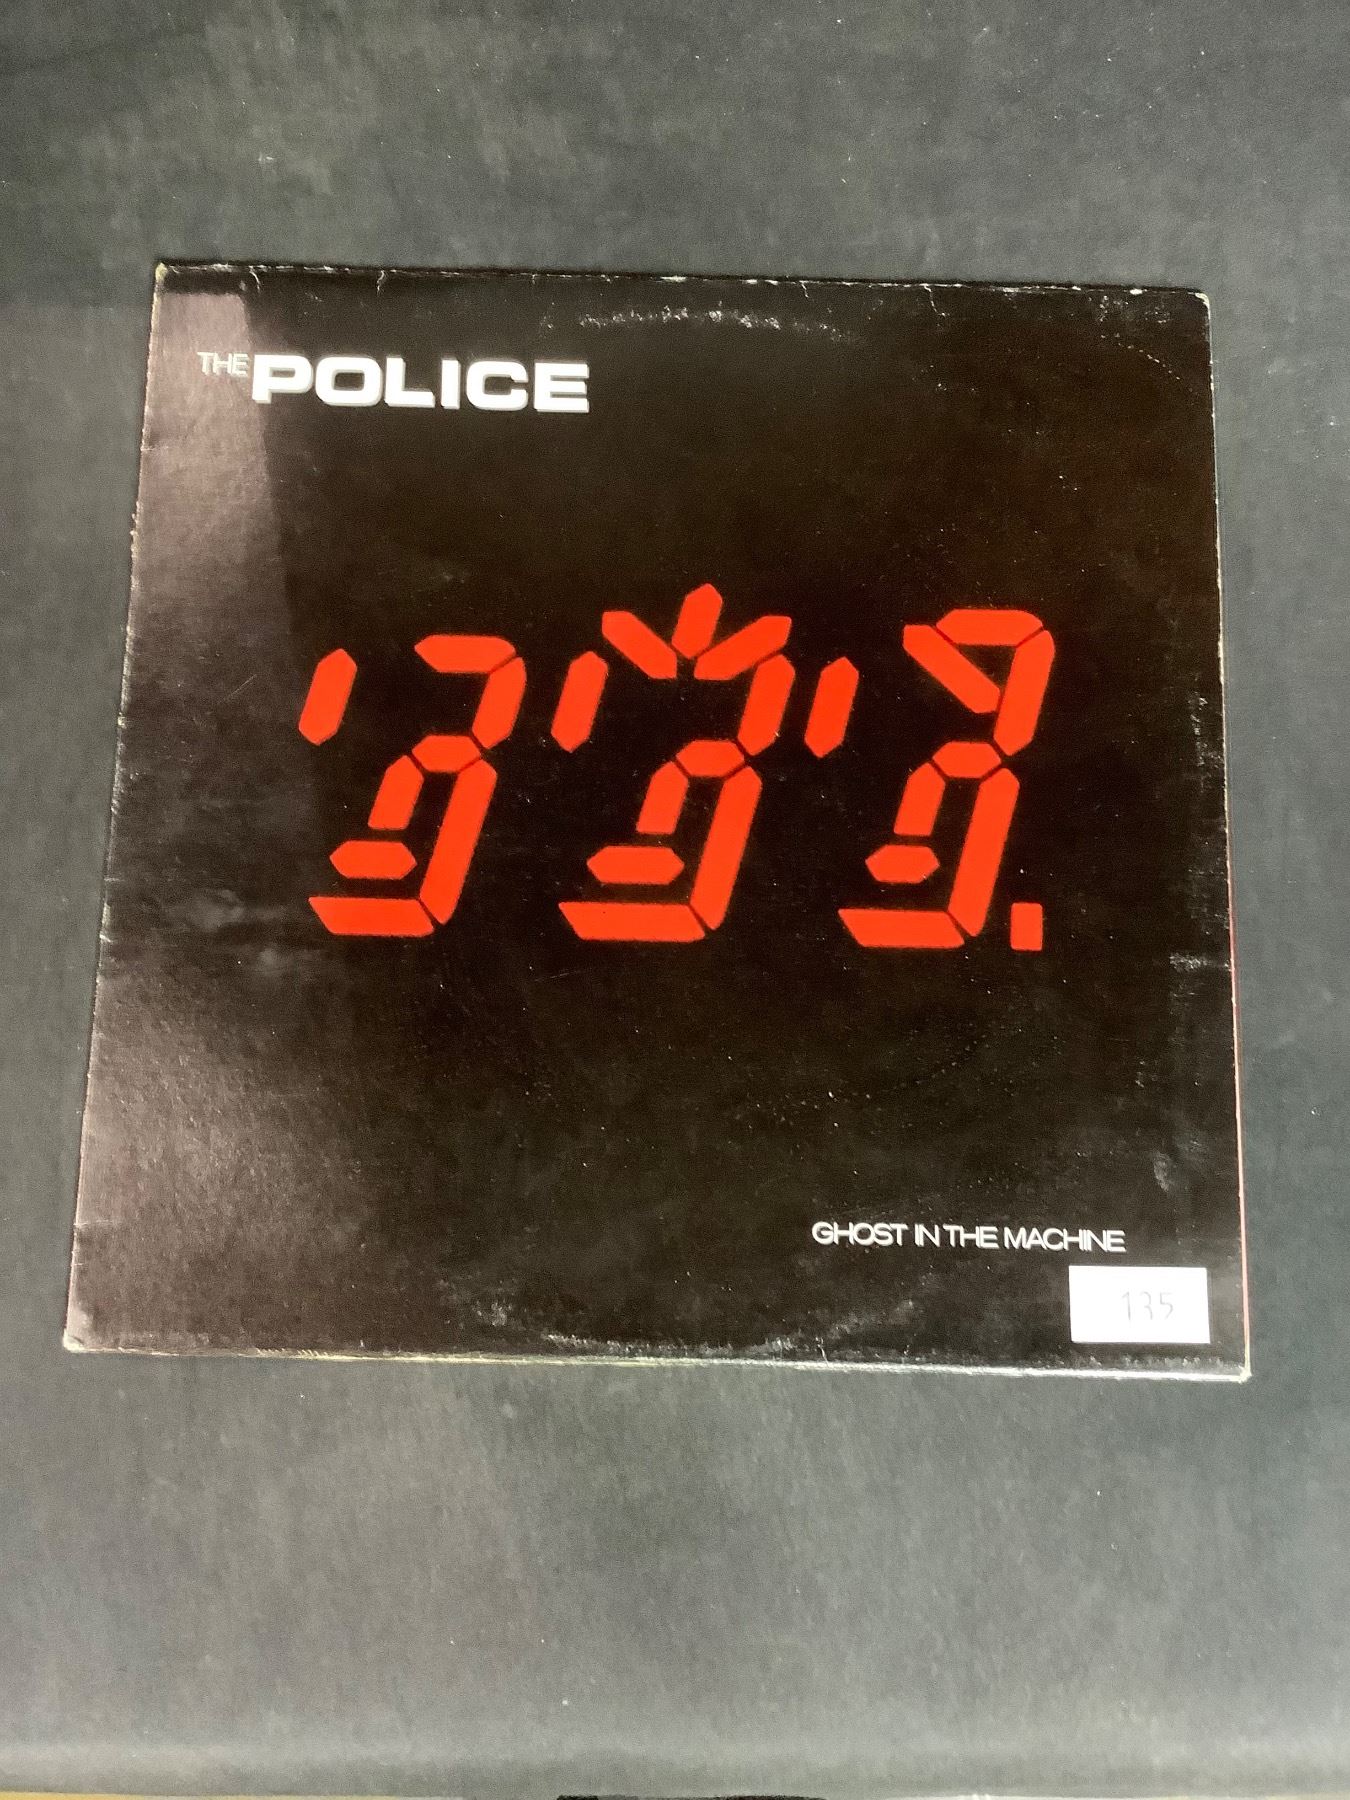 THE POLICE
GHOST IN THE MACHINE
135